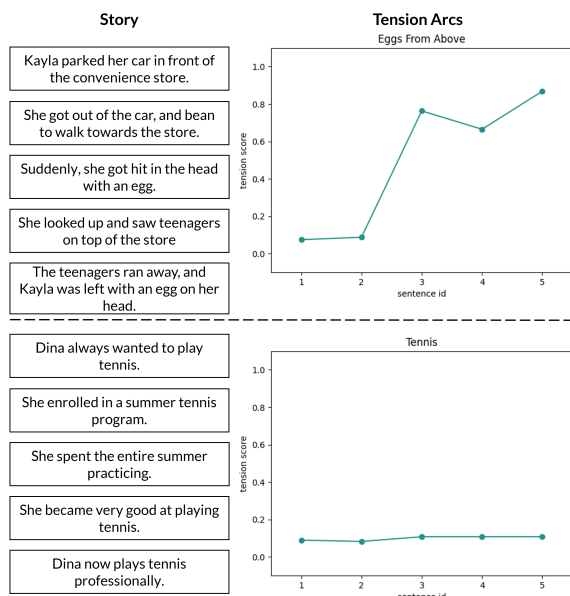 Story
Tension Arcs
Kayla parked her car in front of
the convenience store.
She got out of the car, and bean
to walk towards the store.
Suddenly, she got hit in the head
with an egg.
She looked up and saw teenagers
on top of the store
The teenagers ran away, and
Kayla was left with an egg on her
head.
Eggs From Above
tension score
1.0
0.8
0.6
0.4
0.2
0.0
1 2 3 4 5
sentence id
Dina always wanted to play
tennis.
She enrolled in a summer tennis
program.
She spent the entire summer
practicing.
She became very good at playing
tennis.
Dina now plays tennis
professionally.
Tennis
tension score
1.0
0.8
0.6
0.4
0.2
0.0
1 2 3 4 5
sentence id